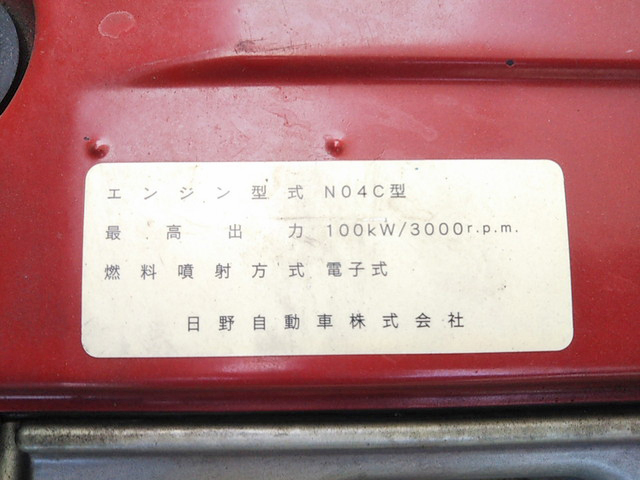 エンジン型式 N04C型
最高出力 100kW/3000r.p.m.
燃料噴射方式 電子式
日野自動車株式会社